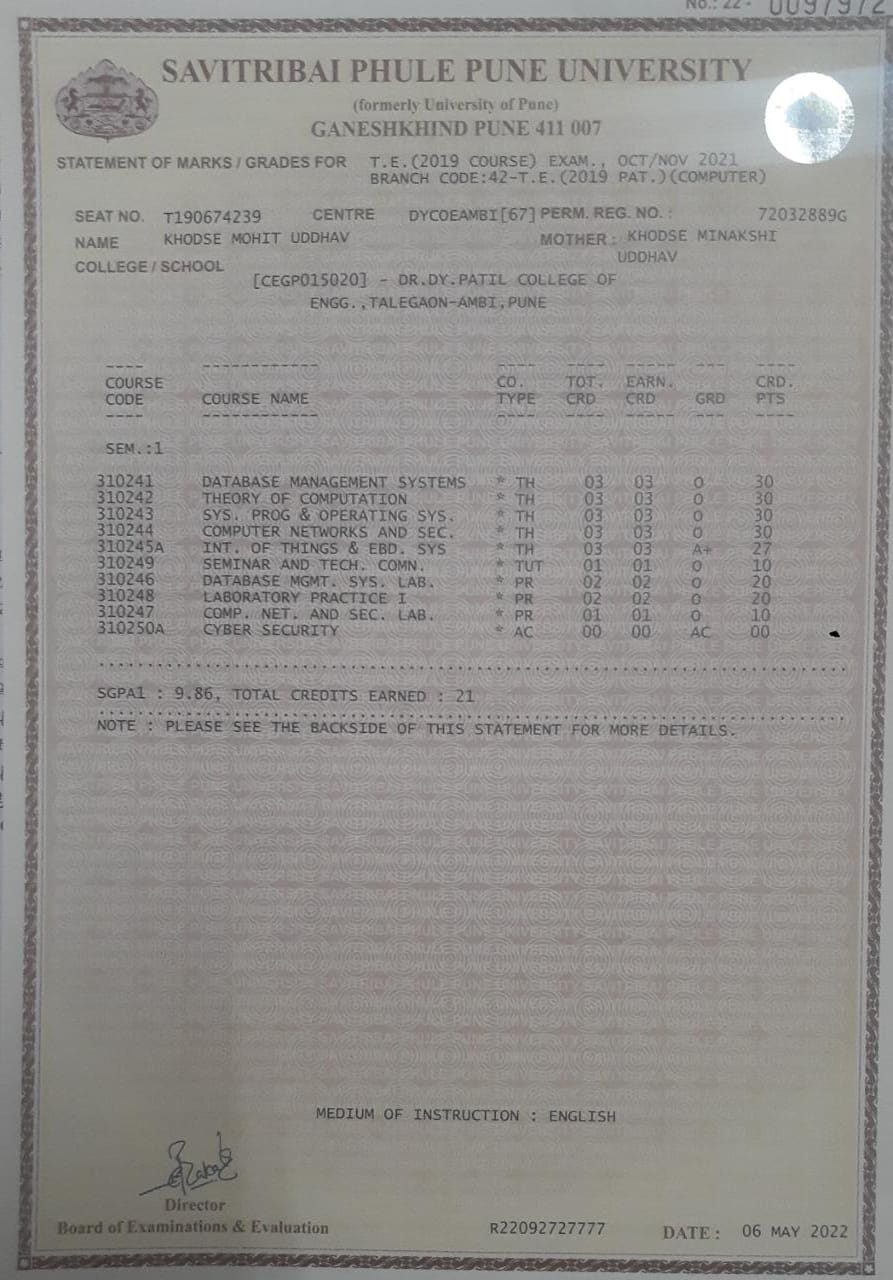 No.: 22- 0097972
SAVITRIBAI PHULE PUNE UNIVERSITY
(formerly University of Pune)
GANESHKHIND PUNE 411 007
STATEMENT OF MARKS / GRADES FOR T.E.(2019 COURSE) EXAM., OCT/NOV 2021
BRANCH CODE:42-T.E.(2019 PAT.)(COMPUTER)
SEAT NO. T190674239 CENTRE DYCOEAMBI[67] PERM. REG. NO. : 72032889G
NAME KHODSE MOHIT UDDHAV MOTHER : KHODSE MINAKSHI
UDDHAV
COLLEGE / SCHOOL
[CEGP015020] - DR.DY.PATIL COLLEGE OF
ENGG.,TALEGAON-AMBI,PUNE
COURSE CO. TOT. EARN. CRD.
CODE COURSE NAME TYPE CRD CRD GRD PTS
SEM.:1
310241 DATABASE MANAGEMENT SYSTEMS * TH 03 03 O 30
310242 THEORY OF COMPUTATION * TH 03 03 O 30
310243 SYS. PROG & OPERATING SYS. * TH 03 03 O 30
310244 COMPUTER NETWORKS AND SEC. * TH 03 03 O 30
310245A INT. OF THINGS & EBD. SYS * TH 03 03 A+ 27
310249 SEMINAR AND TECH. COMN. * TUT 01 01 O 10
310246 DATABASE MGMT. SYS. LAB. * PR 02 02 O 20
310248 LABORATORY PRACTICE I * PR 02 02 O 20
310247 COMP. NET. AND SEC. LAB. * PR 01 01 O 10
310250A CYBER SECURITY * AC 00 00 AC 00
SGPA1 : 9.86, TOTAL CREDITS EARNED : 21
NOTE : PLEASE SEE THE BACKSIDE OF THIS STATEMENT FOR MORE DETAILS.
MEDIUM OF INSTRUCTION : ENGLISH
Director
Board of Examinations & Evaluation R22092727777 DATE : 06 MAY 2022